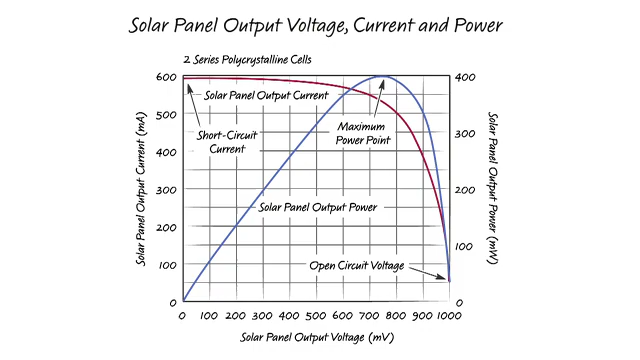 Solar Panel Output Voltage, Current and Power
2 Series Polycrystalline Cells
600
500
400
300
200
100
0
Solar Panel Output Current (mA)
400
300
200
100
0
Solar Panel Output Power (mW)
Solar Panel Output Current
Short-Circuit
Current
Maximum
Power Point
Solar Panel Output Power
Open Circuit Voltage
0 100 200 300 400 500 600 700 800 900 1000
Solar Panel Output Voltage (mV)